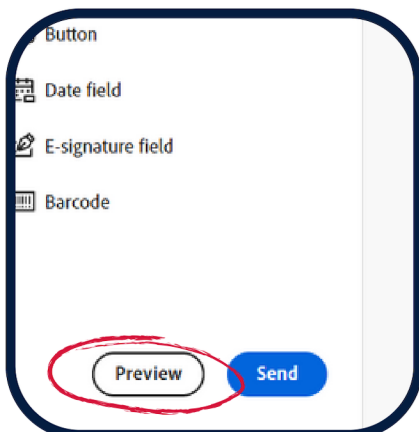 Button
Date field
E-signature field
Barcode
Preview
Send